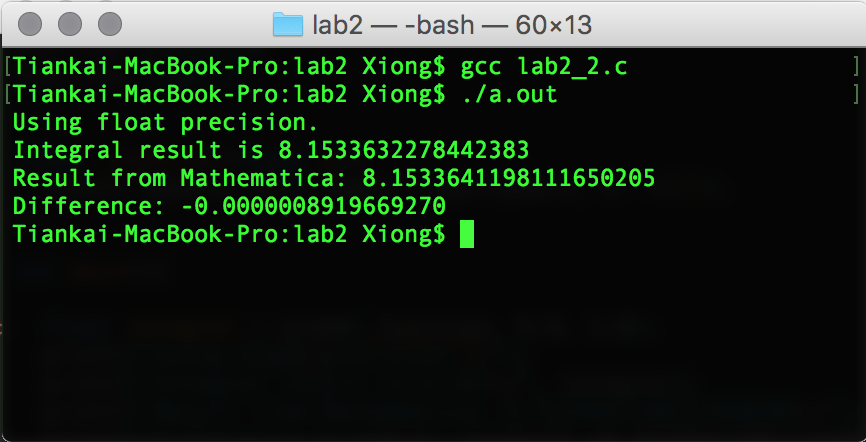 lab2 — -bash — 60×13
[Tiankai-MacBook-Pro:lab2 Xiong$ gcc lab2_2.c ]
[Tiankai-MacBook-Pro:lab2 Xiong$ ./a.out ]
Using float precision.
Integral result is 8.1533632278442383
Result from Mathematica: 8.1533641198111650205
Difference: -0.0000008919669270
Tiankai-MacBook-Pro:lab2 Xiong$